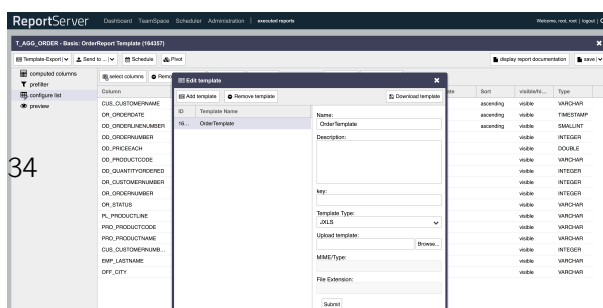 ReportServer Dashboard TeamSpace Scheduler Administration executed reports Welcome, root, root | logout |
T_AGG_ORDER - Basis: OrderReport Template (164357)
Template-Export Send to ... Schedule Pivot display report documentation save
computed columns
prefilter
configure list
preview
select columns
Column Sort visible/hi... Type
CUS_CUSTOMERNAME ascending visible VARCHAR
OR_ORDERDATE ascending visible TIMESTAMP
OD_ORDERLINENUMBER ascending visible SMALLINT
OD_ORDERNUMBER visible INTEGER
OD_PRICEEACH visible DOUBLE
OD_PRODUCTCODE visible VARCHAR
OD_QUANTITYORDERED visible INTEGER
OR_CUSTOMERNUMBER visible INTEGER
OR_ORDERNUMBER visible INTEGER
OR_STATUS visible VARCHAR
PL_PRODUCTLINE visible VARCHAR
PRO_PRODUCTCODE visible VARCHAR
PRO_PRODUCTNAME visible VARCHAR
CUS_CUSTOMERNUMB... visible INTEGER
EMP_LASTNAME visible VARCHAR
OFF_CITY visible VARCHAR
34
Edit template
Add template Remove template Download template
ID Template Name
16... OrderTemplate
Name:
OrderTemplate
Description:
key:
Template Type:
JXLS
Upload template:
Browse...
MIME/Type:
File Extension:
Submit